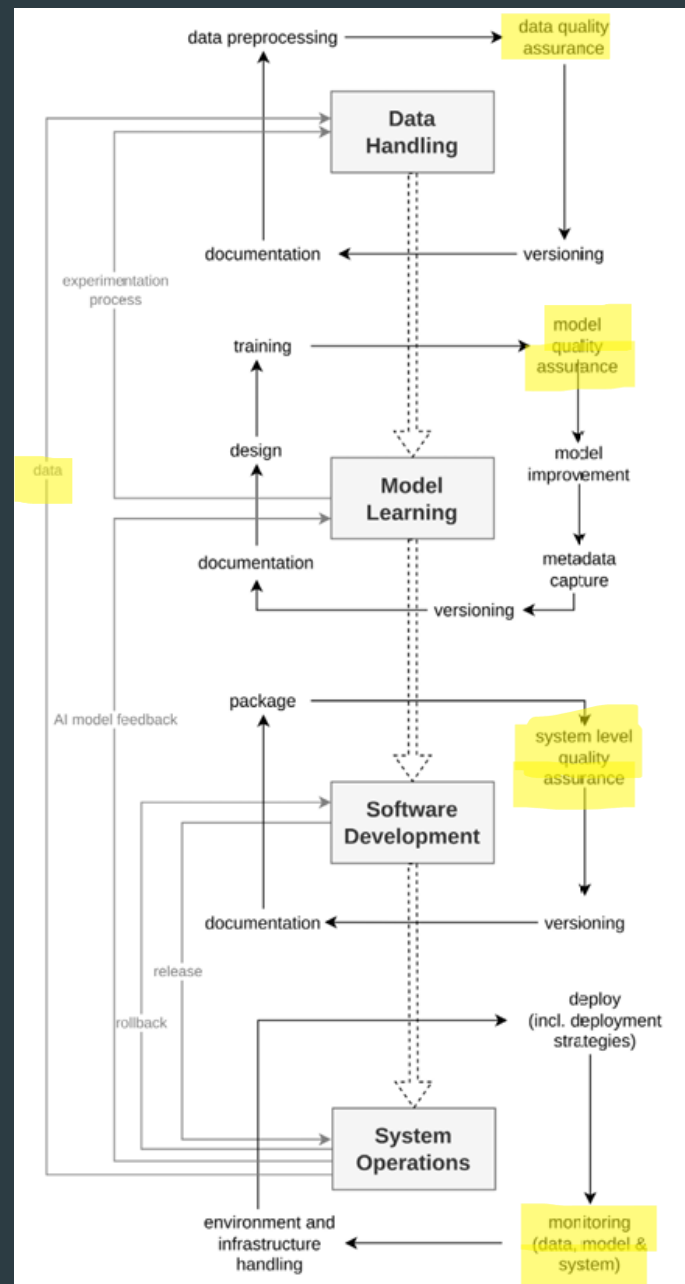 data preprocessing
data quality
assurance
Data
Handling
documentation
versioning
experimentation
process
training
model
quality
assurance
data
design
model
improvement
Model
Learning
documentation
metadata
capture
versioning
package
AI model feedback
system level
quality
assurance
Software
Development
documentation
versioning
release
deploy
(incl. deployment
strategies)
rollback
System
Operations
environment and
infrastructure
handling
monitoring
(data, model &
system)